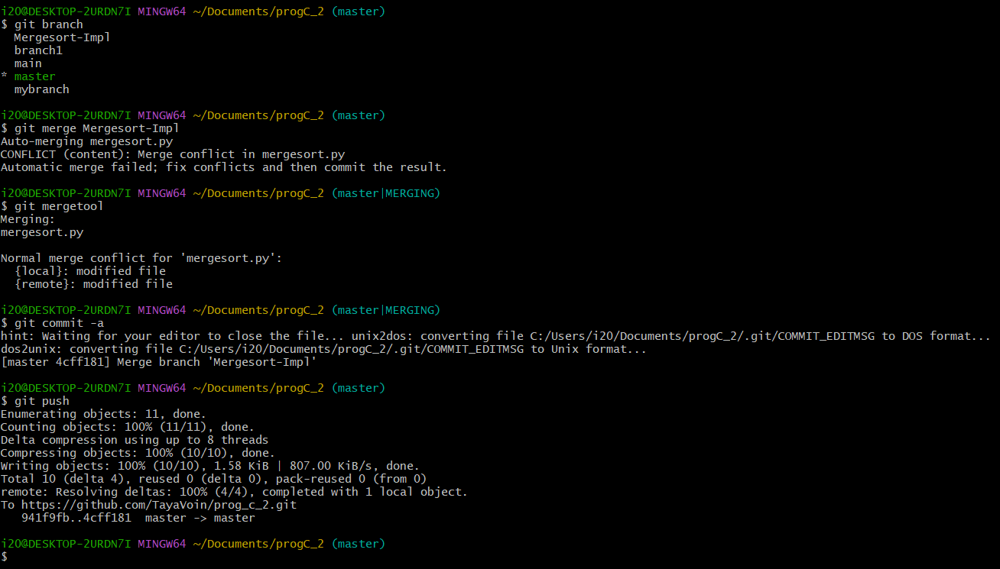 i20@DESKTOP-2URDN7I MINGW64 ~/Documents/progC_2 (master)
$ git branch
  Mergesort-Impl
  branch1
  main
* master
  mybranch

i20@DESKTOP-2URDN7I MINGW64 ~/Documents/progC_2 (master)
$ git merge Mergesort-Impl
Auto-merging mergesort.py
CONFLICT (content): Merge conflict in mergesort.py
Automatic merge failed; fix conflicts and then commit the result.

i20@DESKTOP-2URDN7I MINGW64 ~/Documents/progC_2 (master|MERGING)
$ git mergetool
Merging:
mergesort.py

Normal merge conflict for 'mergesort.py':
  {local}: modified file
  {remote}: modified file

i20@DESKTOP-2URDN7I MINGW64 ~/Documents/progC_2 (master|MERGING)
$ git commit -a
hint: Waiting for your editor to close the file... unix2dos: converting file C:/Users/i20/Documents/progC_2/.git/COMMIT_EDITMSG to DOS format...
dos2unix: converting file C:/Users/i20/Documents/progC_2/.git/COMMIT_EDITMSG to Unix format...
[master 4cff181] Merge branch 'Mergesort-Impl'

i20@DESKTOP-2URDN7I MINGW64 ~/Documents/progC_2 (master)
$ git push
Enumerating objects: 11, done.
Counting objects: 100% (11/11), done.
Delta compression using up to 8 threads
Compressing objects: 100% (10/10), done.
Writing objects: 100% (10/10), 1.58 KiB | 807.00 KiB/s, done.
Total 10 (delta 4), reused 0 (delta 0), pack-reused 0 (from 0)
remote: Resolving deltas: 100% (4/4), completed with 1 local object.
To https://github.com/TayaVoin/prog_c_2.git
   941f9fb..4cff181  master -> master

i20@DESKTOP-2URDN7I MINGW64 ~/Documents/progC_2 (master)
$